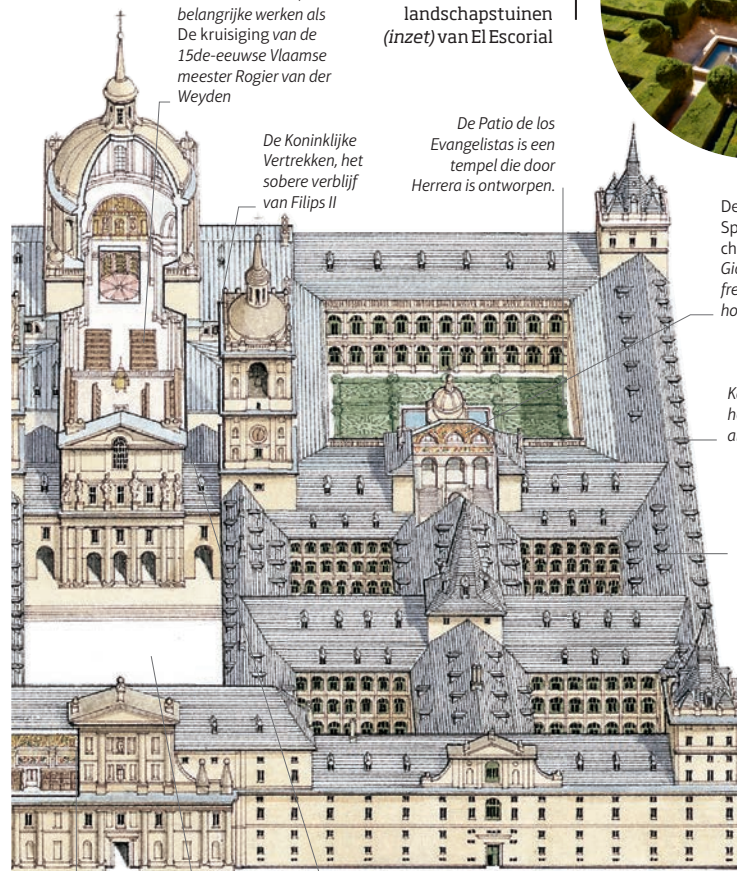 belangrijke werken als
De kruisiging van de
15de-eeuwse Vlaamse
meester Rogier van der
Weyden
landschapstuinen
(inzet) van El Escorial
De Koninklijke
Vertrekken, het
sobere verblijf
van Filips II
De Patio de los
Evangelistas is een
tempel die door
Herrera is ontworpen.
De